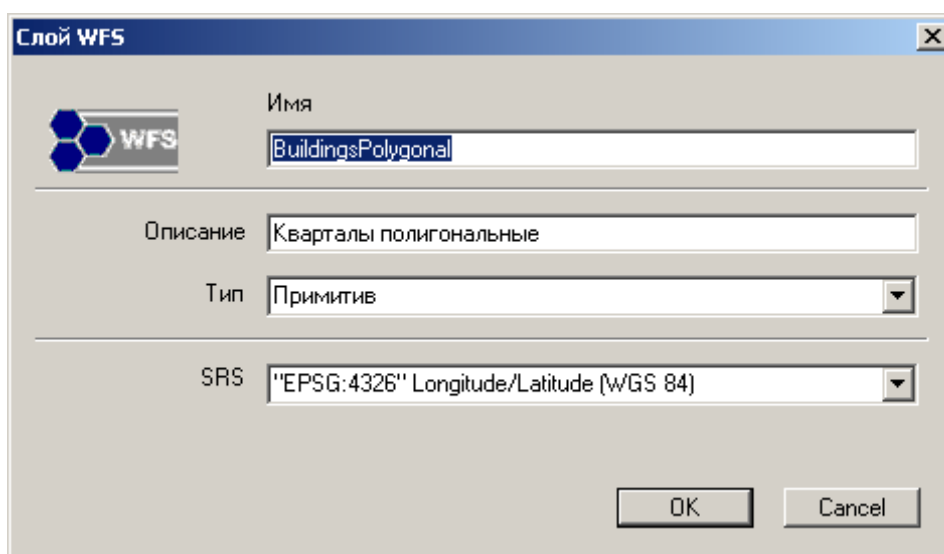 Слой WFS
Имя
WFS
BuildingsPolygonal
Описание
Кварталы полигональные
Тип
Примитив
SRS
"EPSG:4326" Longitude/Latitude (WGS 84)
OK
Cancel